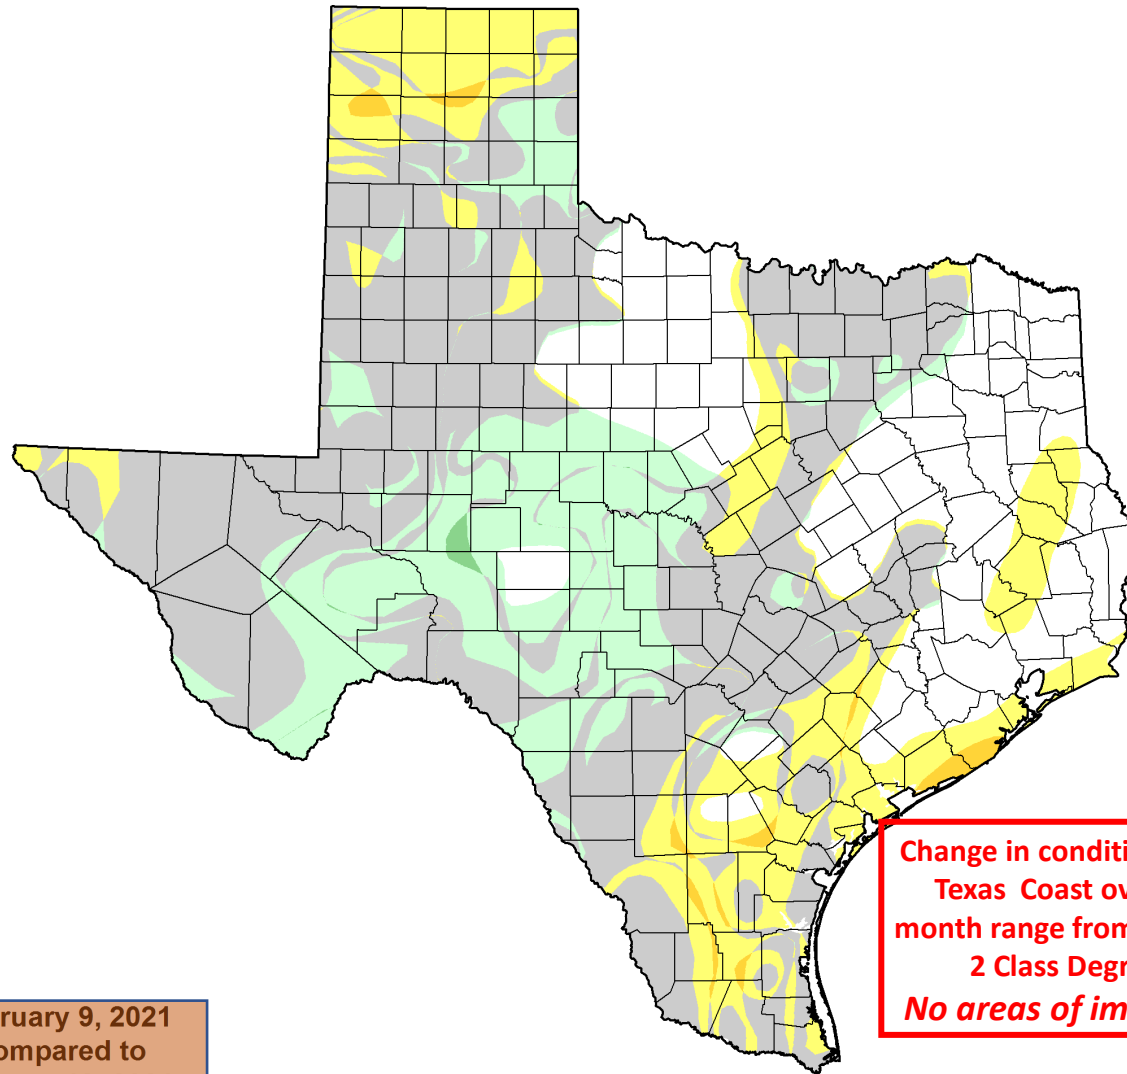 Change in conditi
Texas Coast ov
month range from
2 Class Degr
No areas of im
ruary 9, 2021
ompared to